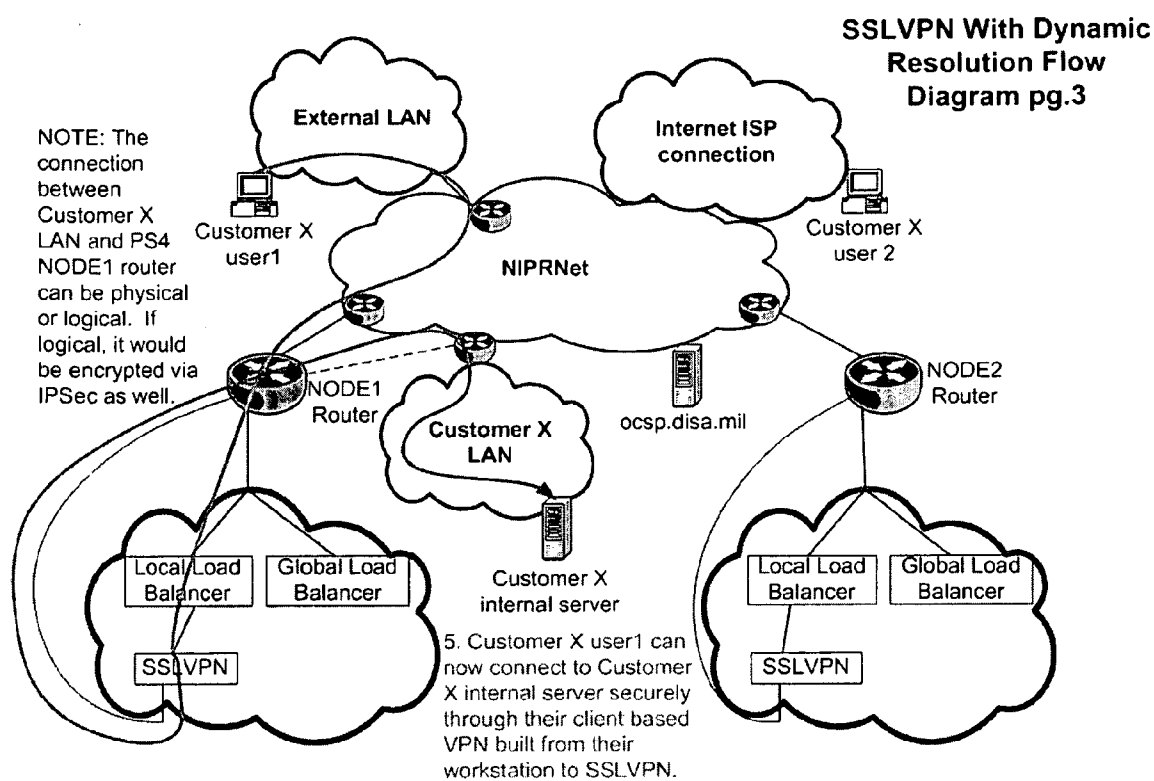 SSLVPN With Dynamic
Resolution Flow
Diagram pg.3
NOTE: The
connection
between
Customer X
LAN and PS4
NODE1 router
can be physical
or logical. If
logical, it would
be encrypted via
IPSec as well.
External LAN
Internet ISP
connection
Customer X
user1
Customer X
user 2
NIPRNet
NODE1
Router
Customer X
LAN
ocsp.disa.mil
NODE2
Router
Local Load
Balancer
Global Load
Balancer
Customer X
internal server
Local Load
Balancer
Global Load
Balancer
SSLVPN
5. Customer X user1 can
now connect to Customer
X internal server securely
through their client based
VPN built from their
workstation to SSLVPN.
SSLVPN